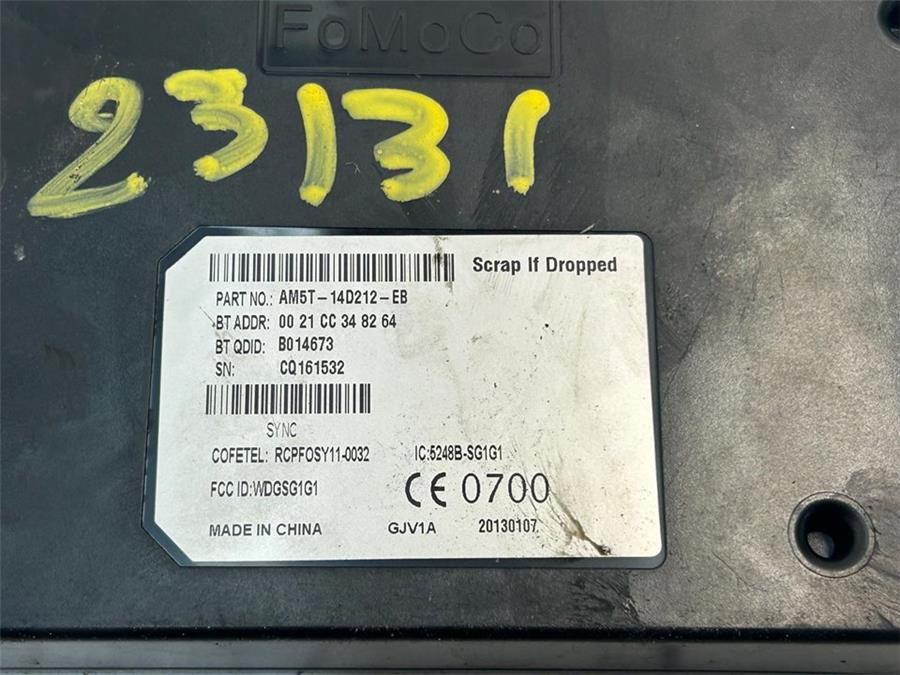 FoMoCo
23131
Scrap If Dropped
PART NO.: AM5T-14D212-EB
BT ADDR: 00 21 CC 34 82 64
BT QDID: B014673
SN: CQ161532
SYNC
COFETEL: RCPFOSY11-0032 IC:5248B-SG1G1
FCC ID:WDGSG1G1 CE 0700
MADE IN CHINA GJV1A 20130107